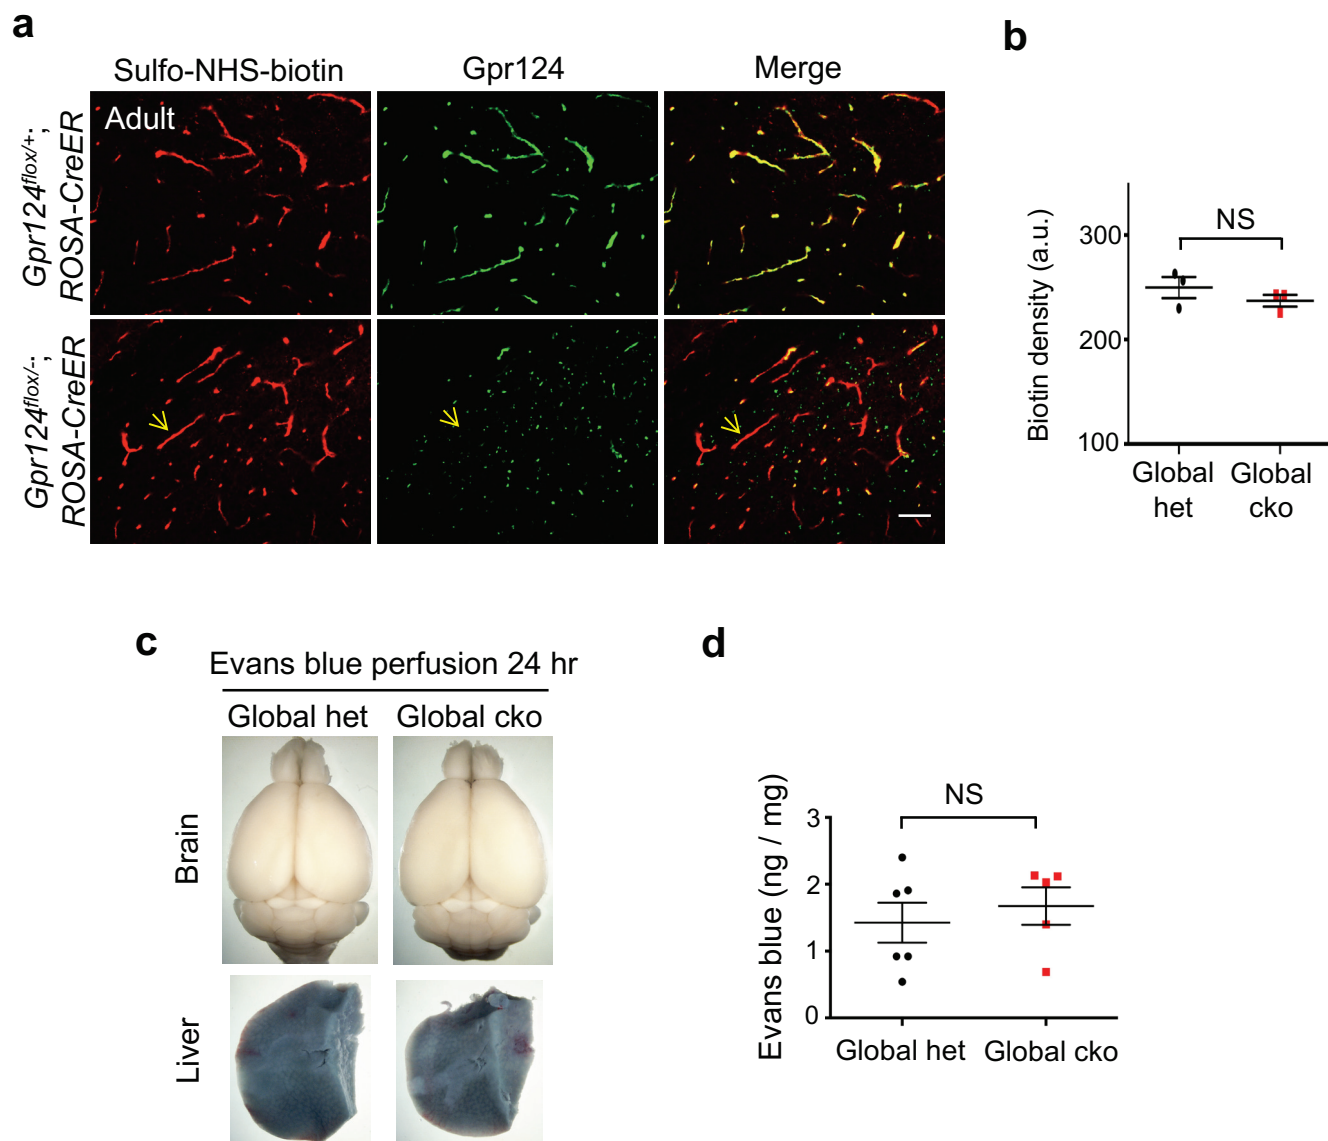 a
Sulfo-NHS-biotin
Gpr124
Merge
Adult
Gpr124flox/+;
ROSA-CreER
Gpr124flox/-;
ROSA-CreER
b
Biotin density (a.u.)
300
200
100
NS
Global
het
Global
cko
c
Evans blue perfusion 24 hr
Global het
Global cko
Brain
Liver
d
Evans blue (ng / mg)
3
2
1
0
NS
Global het
Global cko